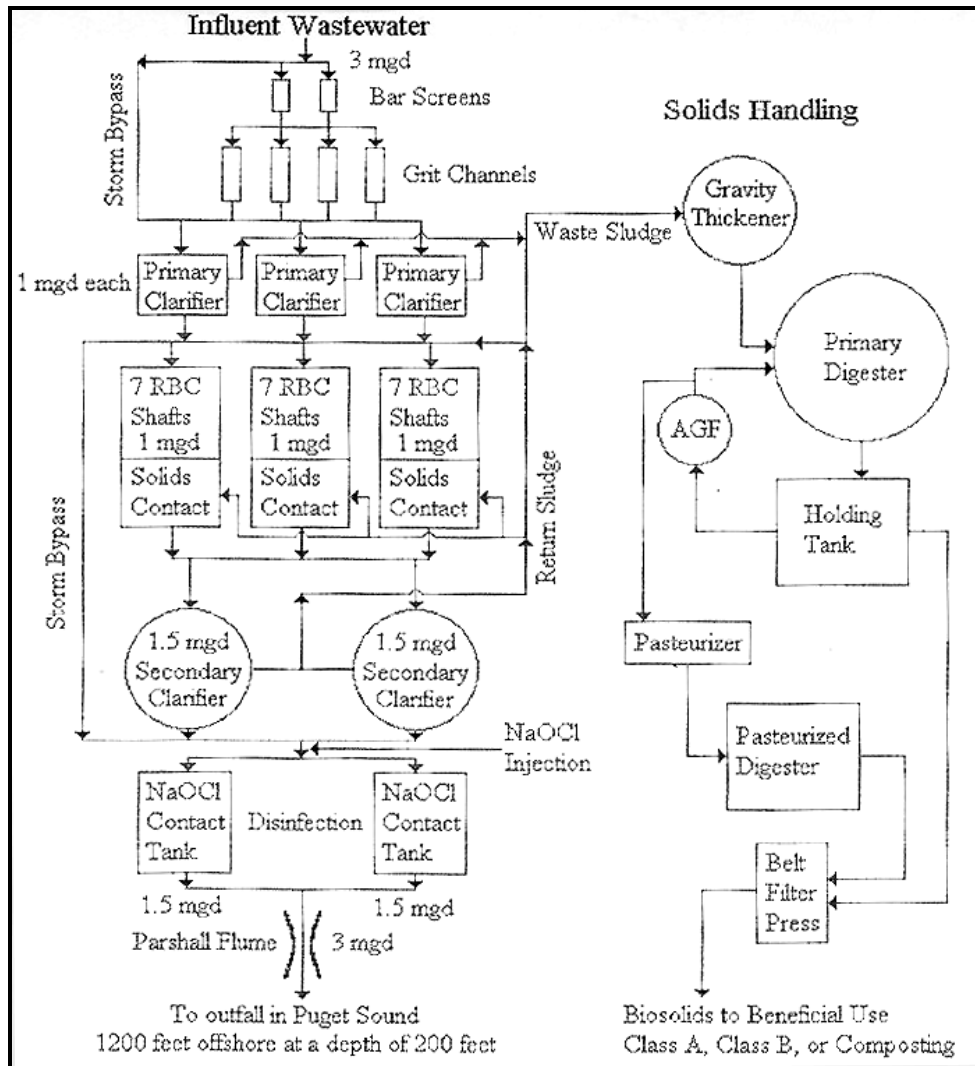 Influent Wastewater
3 mgd
Bar Screens
Storm Bypass
Grit Channels
1 mgd each
Primary
Clarifier
Primary
Clarifier
Primary
Clarifier
7 RBC
Shafts
1 mgd
Solids
Contact
7 RBC
Shafts
1 mgd
Solids
Contact
7 RBC
Shafts
1 mgd
Solids
Contact
Storm Bypass
Return Sludge
1.5 mgd
Secondary
Clarifier
1.5 mgd
Secondary
Clarifier
NaOCl
Injection
NaOCl
Contact
Tank
Disinfection
NaOCl
Contact
Tank
1.5 mgd
1.5 mgd
Parshall Flume
3 mgd
To outfall in Puget Sound
1200 feet offshore at a depth of 200 feet
Solids Handling
Waste Sludge
Gravity
Thickener
Primary
Digester
AGF
Holding
Tank
Pasteurizer
Pasteurized
Digester
Belt
Filter
Press
Biosolids to Beneficial Use
Class A, Class B, or Composting